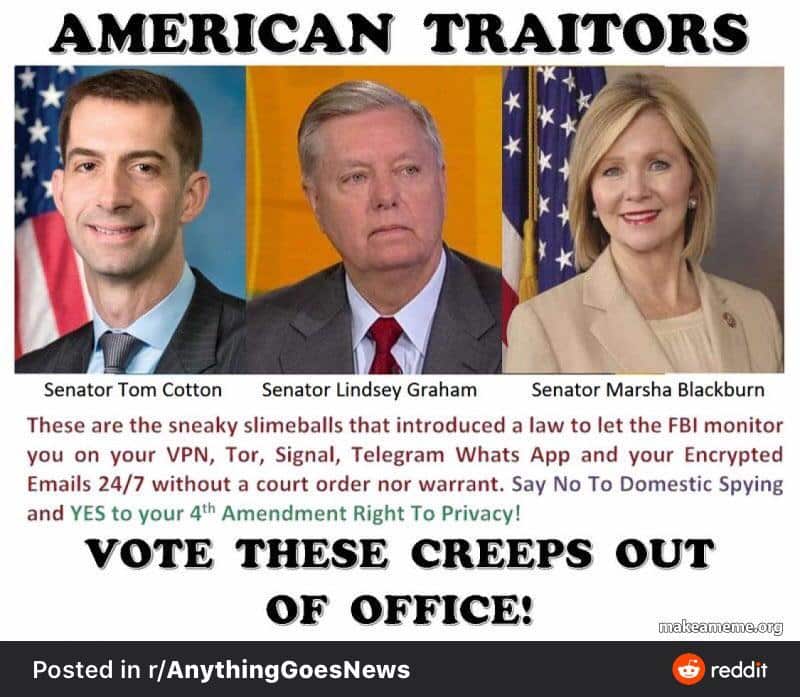 AMERICAN TRAITORS
Senator Tom Cotton Senator Lindsey Graham Senator Marsha Blackburn
These are the sneaky slimeballs that introduced a law to let the FBI monitor
you on your VPN, Tor, Signal, Telegram Whats App and your Encrypted
Emails 24/7 without a court order nor warrant. Say No To Domestic Spying
and YES to your 4th Amendment Right To Privacy!
VOTE THESE CREEPS OUT
OF OFFICE!
makeameme.org
Posted in r/AnythingGoesNews reddit